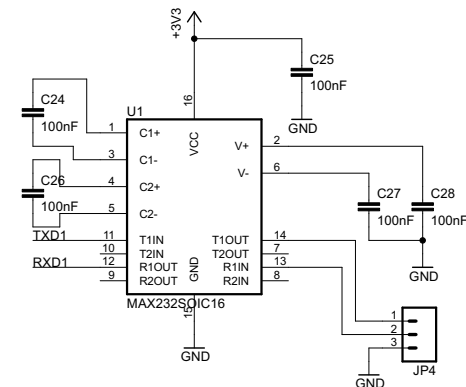 +3V3
C25
100nF
GND
C24
100nF
U1
16
VCC
1
C1+
3
C1-
C26
100nF
4
C2+
5
C2-
V+
2
V-
6
C27
100nF
C28
100nF
GND
TXD1
11
T1IN
T1OUT
14
10
T2IN
T2OUT
7
RXD1
12
R1OUT
R1IN
13
9
R2OUT
R2IN
8
GND
MAX232SOIC16
15
GND
1
2
3
JP4
GND